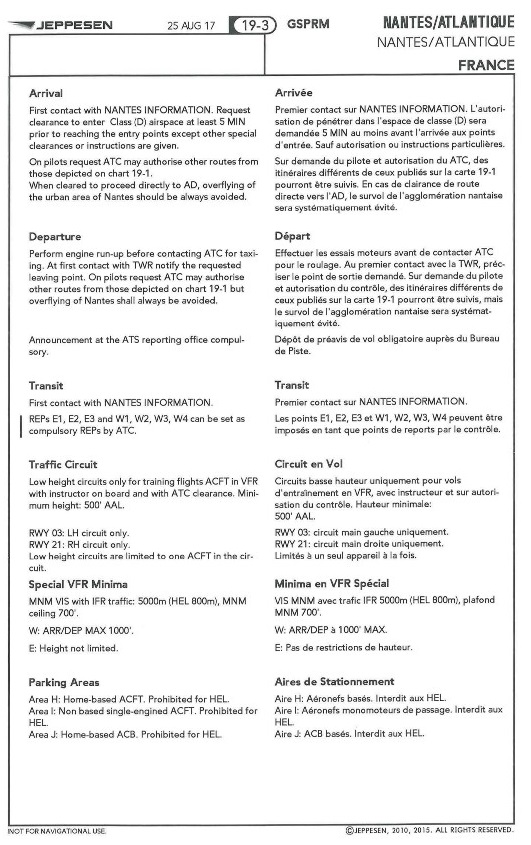 JEPPESEN
25 AUG 17
19-3
GSPRM
NANTES/ATLANTIQUE
NANTES/ATLANTIQUE
FRANCE
Arrival
First contact with NANTES INFORMATION. Request
clearance to enter Class (D) airspace at least 5 MIN
prior to reaching the entry points except other special
clearances or instructions are given.
On pilots request ATC may authorise other routes from
those depicted on chart 19-1.
When cleared to proceed directly to AD, overflying of
the urban area of Nantes should be always avoided.
Departure
Perform engine run-up before contacting ATC for taxi-
ing. At first contact with TWR notify the requested
leaving point. On pilots request ATC may authorise
other routes from those depicted on chart 19-1 but
overflying of Nantes shall always be avoided.
Announcement at the ATS reporting office compul-
sory.
Transit
First contact with NANTES INFORMATION.
REPs E1, E2, E3 and W1, W2, W3, W4 can be set as
compulsory REPs by ATC.
Traffic Circuit
Low height circuits only for training flights ACFT in VFR
with instructor on board and with ATC clearance. Mini-
mum height: 500' AAL.
RWY 03: LH circuit only.
RWY 21: RH circuit only.
Low height circuits are limited to one ACFT in the cir-
cuit.
Special VFR Minima
MNM VIS with IFR traffic: 5000m (HEL 800m), MNM
ceiling 700'.
W: ARR/DEP MAX 1000'.
E: Height not limited.
Parking Areas
Area H: Home-based ACFT. Prohibited for HEL.
Area I: Non based single-engined ACFT. Prohibited for
HEL.
Area J: Home-based ACB. Prohibited for HEL.
Arrivée
Premier contact sur NANTES INFORMATION. L'autori-
sation de pénétrer dans l'espace de classe (D) sera
demandée 5 MIN au moins avant l'arrivée aux points
d'entrée. Sauf autorisation ou instructions particulières.
Sur demande du pilote et autorisation du ATC, des
itinéraires différents de ceux publiés sur la carte 19-1
pourront être suivis. En cas de clairance de route
directe vers l'AD, le survol de l'agglomération nantaise
sera systématiquement évité.
Départ
Effectuer les essais moteurs avant de contacter ATC
pour le roulage. Au premier contact avec la TWR, préc-
iser le point de sortie demandé. Sur demande du pilote
et autorisation du contrôle, des itinéraires différents de
ceux publiés sur la carte 19-1 pourront être suivis, mais
le survol de l'agglomération nantaise sera systémat-
iquement évité.
Dépôt de préavis de vol obligatoire auprès du Bureau
de Piste.
Transit
Premier contact sur NANTES INFORMATION.
Les points E1, E2, E3 et W1, W2, W3, W4 peuvent être
imposés en tant que points de reports par le contrôle.
Circuit en Vol
Circuits basse hauteur uniquement pour vols
d'entraînement en VFR, avec instructeur et sur autori-
sation du contrôle. Hauteur minimale:
500' AAL.
RWY 03: circuit main gauche uniquement.
RWY 21: circuit main droite uniquement.
Limités à un seul appareil à la fois.
Minima en VFR Spécial
VIS MNM avec trafic IFR 5000m (HEL 800m), plafond
MNM 700'.
W: ARR/DEP à 1000' MAX.
E: Pas de restrictions de hauteur.
Aires de Stationnement
Aire H: Aéronefs basés. Interdit aux HEL.
Aire I: Aéronefs monomoteurs de passage. Interdit aux
HEL.
Aire J: ACB basés. Interdit aux HEL.
NOT FOR NAVIGATIONAL USE.
©JEPPESEN, 2010, 2015. ALL RIGHTS RESERVED.